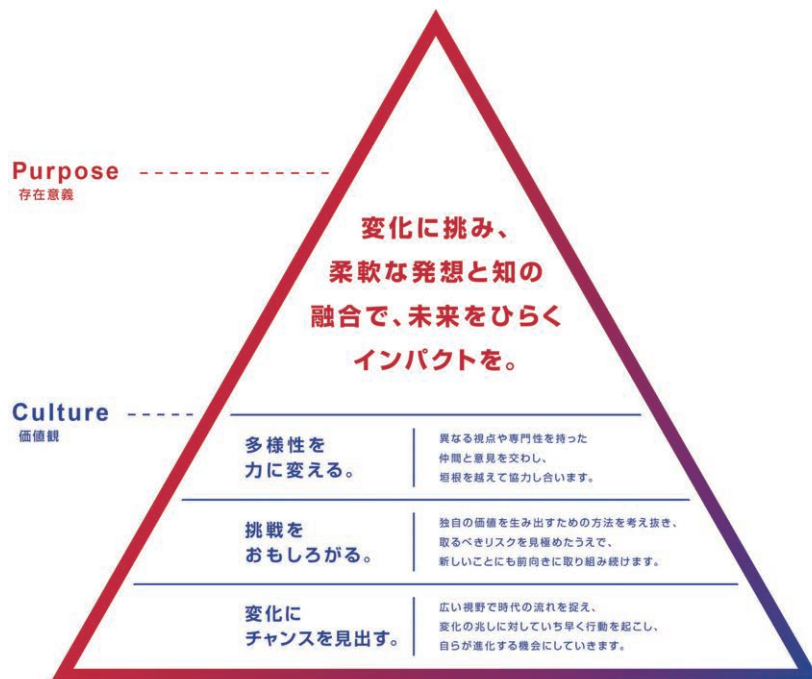 Purpose
存在意義
変化に挑み、
柔軟な発想と知の
融合で、未来をひらく
インパクトを。
Culture
価値観
多様性を
力に変える。
異なる視点や専門性を持った
仲間と意見を交わし、
垣根を越えて協力し合います。
挑戦を
おもしろがる。
独自の価値を生み出すための方法を考え抜き、
取るべきリスクを見極めたうえで、
新しいことにも前向きに取り組み続けます。
変化に
チャンスを見出す。
広い視野で時代の流れを捉え、
変化の兆しに対していち早く行動を起こし、
自らが進化する機会にしていきます。